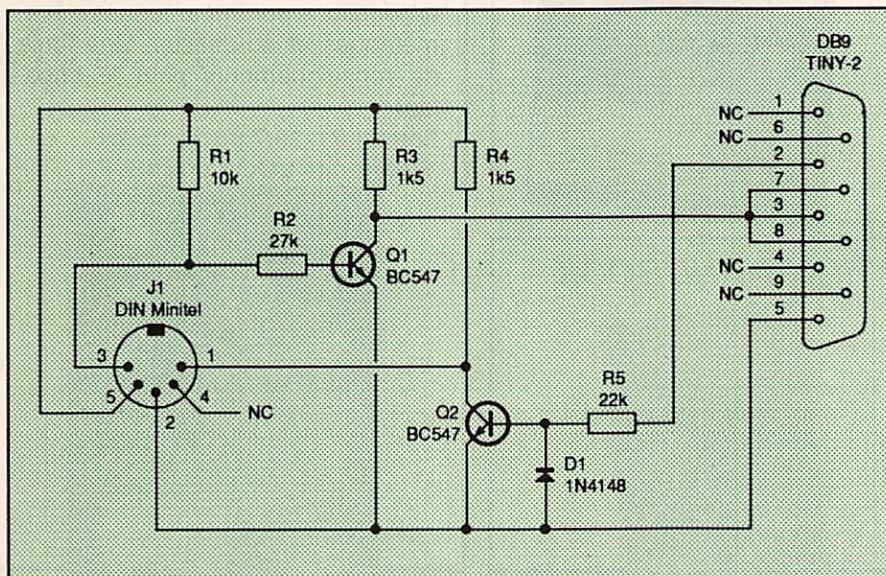 DB9
TINY-2
1
NC
6
NC
2
7
3
8
4
NC
9
NC
5
R1
10k
R3
1k5
R4
1k5
R2
27k
Q1
BC547
J1
DIN Minitel
3
1
5
4
2
NC
Q2
BC547
R5
22k
D1
1N4148